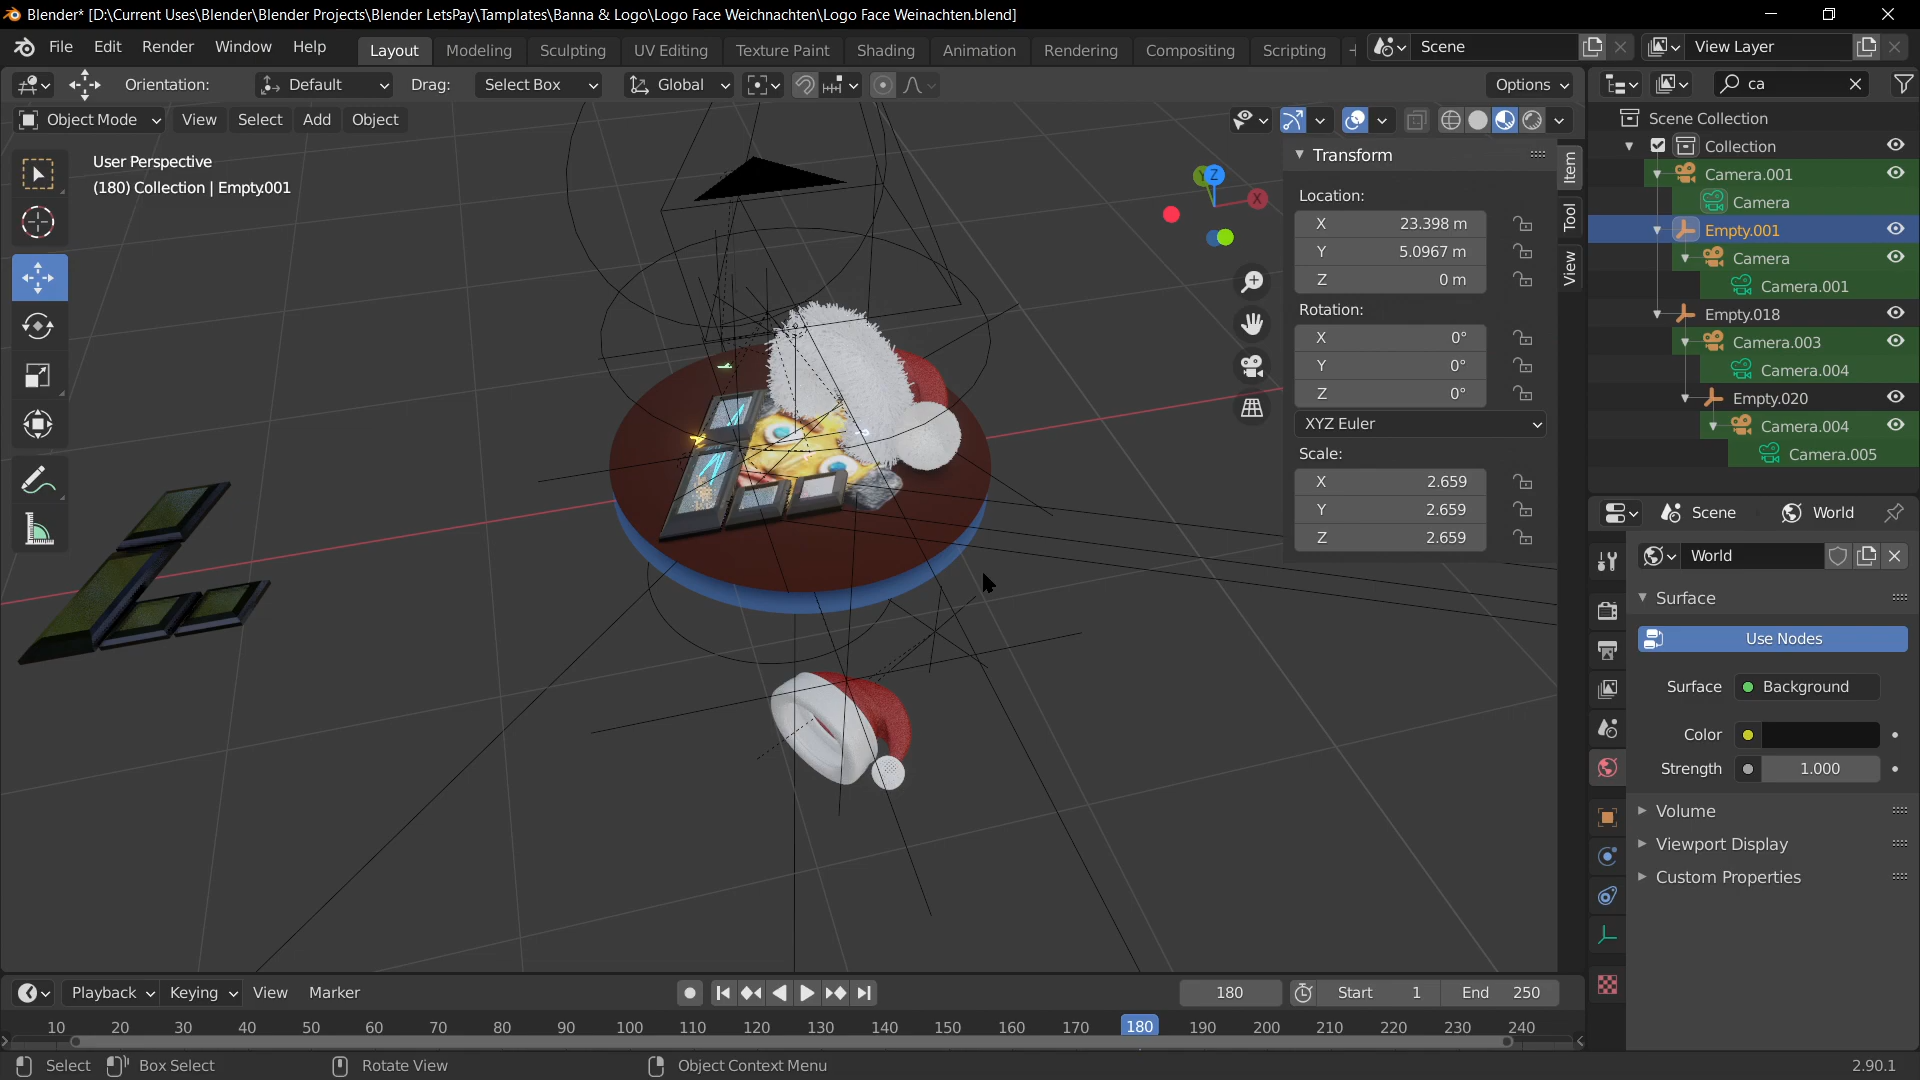 Blender* [D:\Current Uses\Blender\Blender Projects\Blender LetsPay\Tamplates\Banna & Logo\Logo Face Weichnachten\Logo Face Weinachten.blend]
File Edit Render Window Help Layout Modeling Sculpting UV Editing Texture Paint Shading Animation Rendering Compositing Scripting Scene View Layer
Orientation: Default Drag: Select Box Global Options ca
Object Mode View Select Add Object Scene Collection
User Perspective
(180) Collection | Empty.001
Transform
Location:
X 23.398 m
Y 5.0967 m
Z 0 m
Rotation:
X 0°
Y 0°
Z 0°
XYZ Euler
Scale:
X 2.659
Y 2.659
Z 2.659
Item
Tool
View
Y Z X
Collection
Camera.001
Camera
Empty.001
Camera
Camera.001
Empty.018
Camera.003
Camera.004
Empty.020
Camera.004
Camera.005
Scene World
World
Surface
Use Nodes
Surface Background
Color
Strength 1.000
Volume
Viewport Display
Custom Properties
Playback Keying View Marker 180 Start 1 End 250
10 20 30 40 50 60 70 80 90 100 110 120 130 140 150 160 170 180 190 200 210 220 230 240
Select Box Select Rotate View Object Context Menu 2.90.1